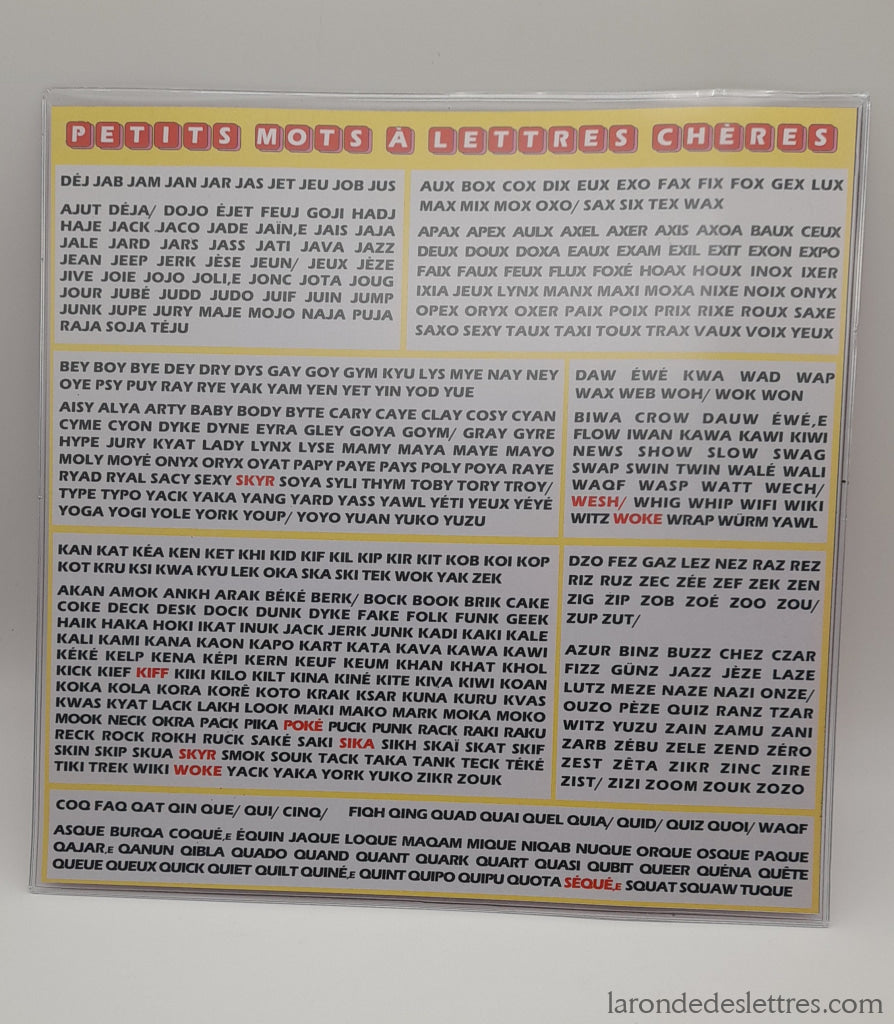 PETITS MOTS À LETTRES CHÈRES
DÉJ JAB JAM JAN JAR JAS JET JEU JOB JUS
AJUT DÉJA/ DOJO ÉJET FEUJ GOJI HADJ
HAJE JACK JACO JADE JAÏN,E JAIS JAJA
JALE JARD JARS JASS JATI JAVA JAZZ
JEAN JEEP JERK JÈSE JEUN/ JEUX JÈZE
JIVE JOIE JOJO JOLI,E JONC JOTA JOUG
JOUR JUBÉ JUDD JUDO JUIF JUIN JUMP
JUNK JUPE JURY MAJE MOJO NAJA PUJA
RAJA SOJA TÉJU
AUX BOX COX DIX EUX EXO FAX FIX FOX GEX LUX
MAX MIX MOX OXO/ SAX SIX TEX WAX
APAX APEX AULX AXEL AXER AXIS AXOA BAUX CEUX
DEUX DOUX DOXA EAUX EXAM EXIL EXIT EXON EXPO
FAIX FAUX FEUX FLUX FOXÉ HOAX HOUX INOX IXER
IXIA JEUX LYNX MANX MAXI MOXA NIXE NOIX ONYX
OPEX ORYX OXER PAIX POIX PRIX RIXE ROUX SAXE
SAXO SEXY TAUX TAXI TOUX TRAX VAUX VOIX YEUX
BEY BOY BYE DEY DRY DYS GAY GOY GYM KYU LYS MYE NAY NEY
OYE PSY PUY RAY RYE YAK YAM YEN YET YIN YOD YUE
AISY ALYA ARTY BABY BODY BYTE CARY CAYE CLAY COSY CYAN
CYME CYON DYKE DYNE EYRA GLEY GOYA GOYM/ GRAY GYRE
HYPE JURY KYAT LADY LYNX LYSE MAMY MAYA MAYE MAYO
MOLY MOYÉ ONYX ORYX OYAT PAPY PAYE PAYS POLY POYA RAYE
RYAD RYAL SACY SEXY SKYR SOYA SYLI THYM TOBY TORY TROY/
TYPE TYPO YACK YAKA YANG YARD YASS YAWL YÉTI YEUX YÉYÉ
YOGA YOGI YOLE YORK YOUP/ YOYO YUAN YUKO YUZU
DAW ÉWÉ KWA WAD WAP
WAX WEB WOH/ WOK WON
BIWA CROW DAUW ÉWÉ,E
FLOW IWAN KAWA KAWI KIWI
NEWS SHOW SLOW SWAG
SWAP SWIN TWIN WALÉ WALI
WAQF WASP WATT WECH/
WESH/ WHIG WHIP WIFI WIKI
WITZ WOKE WRAP WÜRM YAWL
KAN KAT KÉA KEN KET KHI KID KIF KIL KIP KIR KIT KOB KOI KOP
KOT KRU KSI KWA KYU LEK OKA SKA SKI TEK WOK YAK ZEK
AKAN AMOK ANKH ARAK BÉKÉ BERK/ BOCK BOOK BRIK CAKE
COKE DECK DESK DOCK DUNK DYKE FAKE FOLK FUNK GEEK
HAIK HAKA HOKI IKAT INUK JACK JERK JUNK KADI KAKI KALE
KALI KAMI KANA KAON KAPO KART KATA KAVA KAWA KAWI
KÉKÉ KELP KENA KÉPI KERN KEUF KEUM KHAN KHAT KHOL
KICK KIEF KIFF KIKI KILO KILT KINA KINÉ KITE KIVA KIWI KOAN
KOKA KOLA KORA KORÊ KOTO KRAK KSAR KUNA KURU KVAS
KWAS KYAT LACK LAKH LOOK MAKI MAKO MARK MOKA MOKO
MOOK NECK OKRA PACK PIKA POKÉ PUCK PUNK RACK RAKI RAKU
RECK ROCK ROKH RUCK SAKÉ SAKI SIKA SIKH SKAÏ SKAT SKIF
SKIN SKIP SKUA SKYR SMOK SOUK TACK TAKA TANK TECK TÉKÉ
TIKI TREK WIKI WOKE YACK YAKA YORK YUKO ZIKR ZOUK
DZO FEZ GAZ LEZ NEZ RAZ REZ
RIZ RUZ ZEC ZÉE ZEF ZEK ZEN
ZIG ZIP ZOB ZOÉ ZOO ZOU/
ZUP ZUT/
AZUR BINZ BUZZ CHEZ CZAR
FIZZ GÜNZ JAZZ JÈZE LAZE
LUTZ MEZE NAZE NAZI ONZE/
OUZO PÈZE QUIZ RANZ TZAR
WITZ YUZU ZAIN ZAMU ZANI
ZARB ZÉBU ZELE ZEND ZÉRO
ZEST ZÊTA ZIKR ZINC ZIRE
ZIST/ ZIZI ZOOM ZOUK ZOZO
COQ FAQ QAT QIN QUE/ QUI/ CINQ/ FIQH QING QUAD QUAI QUEL QUIA/ QUID/ QUIZ QUOI/ WAQF
ASQUE BURQA COQUÉ,E ÉQUIN JAQUE LOQUE MAQAM MIQUE NIQAB NUQUE ORQUE OSQUE PAQUE
QAJAR,E QANUN QIBLA QUADO QUAND QUANT QUARK QUART QUASI QUBIT QUEER QUÉNA QUÊTE
QUEUE QUEUX QUICK QUIET QUILT QUINÉ,E QUINT QUIPO QUIPU QUOTA SÉQUÉ,E SQUAT SQUAW TUQUE
larondedeslettres.com